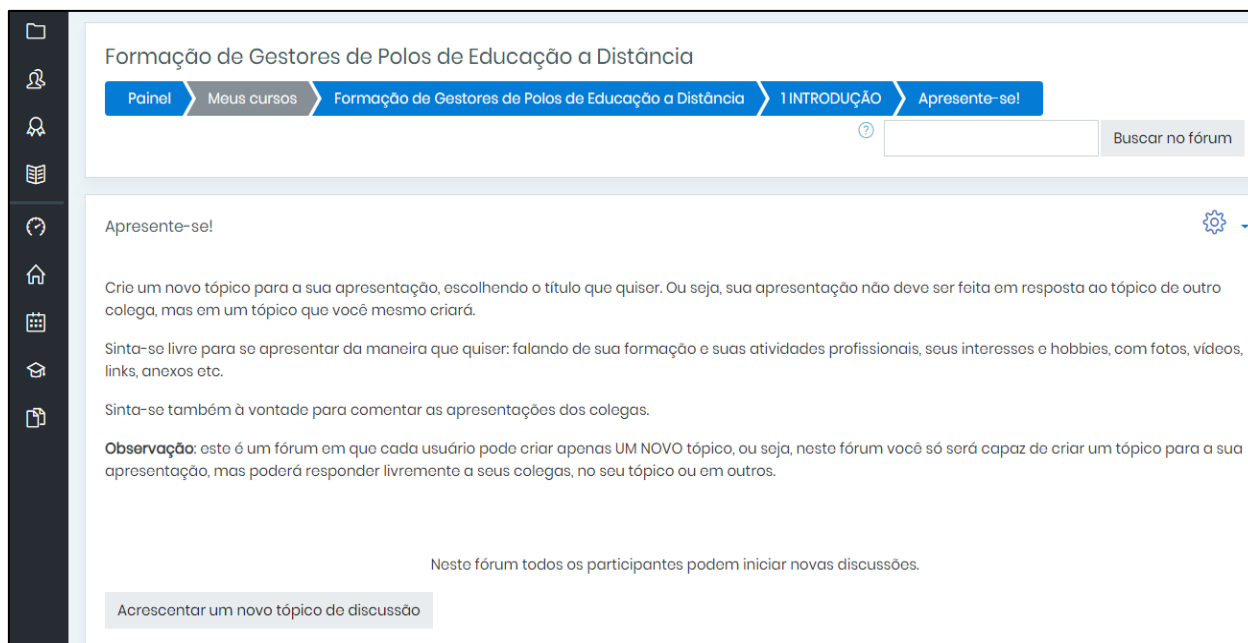 Formação de Gestores de Polos de Educação a Distância
Painel Meus cursos Formação de Gestores de Polos de Educação a Distância 1 INTRODUÇÃO Apresente-se!
Buscar no fórum
Apresente-se!
Crie um novo tópico para a sua apresentação, escolhendo o título que quiser. Ou seja, sua apresentação não deve ser feita em resposta ao tópico de outro
colega, mas em um tópico que você mesmo criará.
Sinta-se livre para se apresentar da maneira que quiser: falando de sua formação e suas atividades profissionais, seus interesses e hobbies, com fotos, vídeos,
links, anexos etc.
Sinta-se também à vontade para comentar as apresentações dos colegas.
Observação: este é um fórum em que cada usuário pode criar apenas UM NOVO tópico, ou seja, neste fórum você só será capaz de criar um tópico para a sua
apresentação, mas poderá responder livremente a seus colegas, no seu tópico ou em outros.
Neste fórum todos os participantes podem iniciar novas discussões.
Acrescentar um novo tópico de discussão